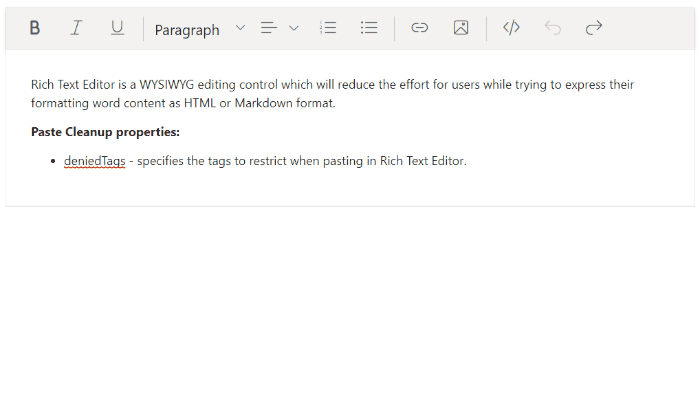 B I U Paragraph
Rich Text Editor is a WYSIWYG editing control which will reduce the effort for users while trying to express their
formatting word content as HTML or Markdown format.
Paste Cleanup properties:
• deniedTags - specifies the tags to restrict when pasting in Rich Text Editor.